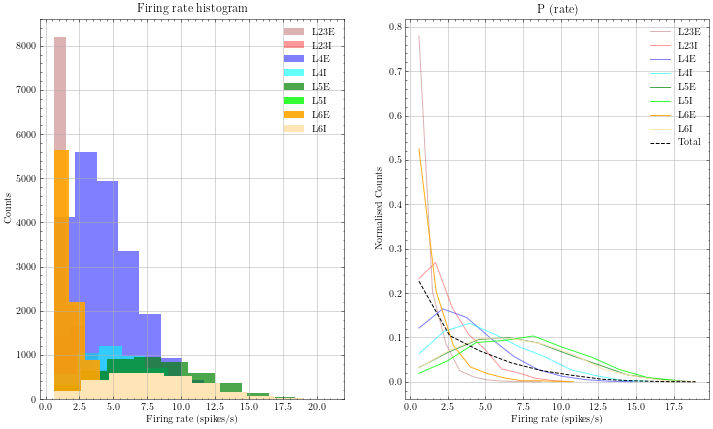 Firing rate histogram
8000
7000
6000
5000
4000
3000
2000
1000
0
Counts
0.0 2.5 5.0 7.5 10.0 12.5 15.0 17.5 20.0
Firing rate (spikes/s)
L23E
L23I
L4E
L4I
L5E
L5I
L6E
L6I
P (rate)
0.8
0.7
0.6
0.5
0.4
0.3
0.2
0.1
0.0
Normalised Counts
0.0 2.5 5.0 7.5 10.0 12.5 15.0 17.5
Firing rate (spikes/s)
L23E
L23I
L4E
L4I
L5E
L5I
L6E
L6I
Total